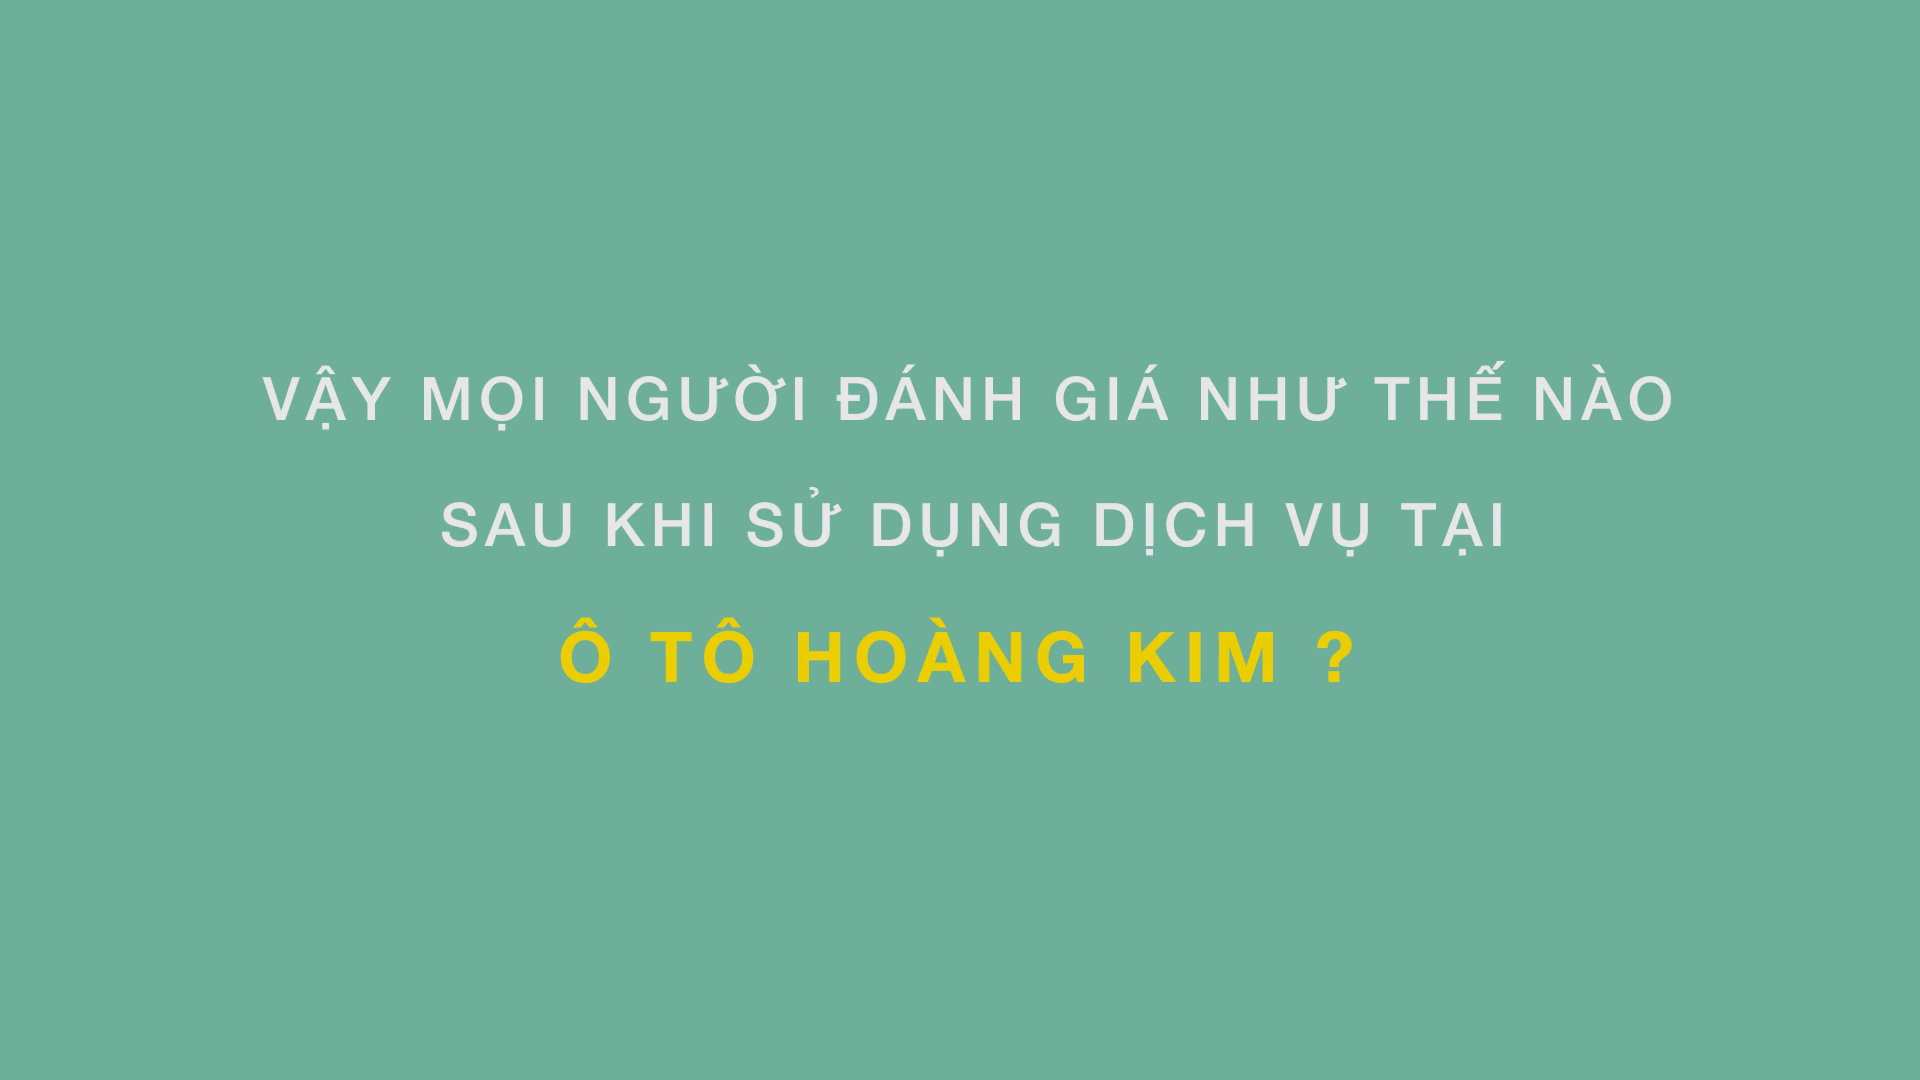 VẬY MỌI NGƯỜI ĐÁNH GIÁ NHƯ THẾ NÀO
SAU KHI SỬ DỤNG DỊCH VỤ TẠI
Ô TÔ HOÀNG KIM ?